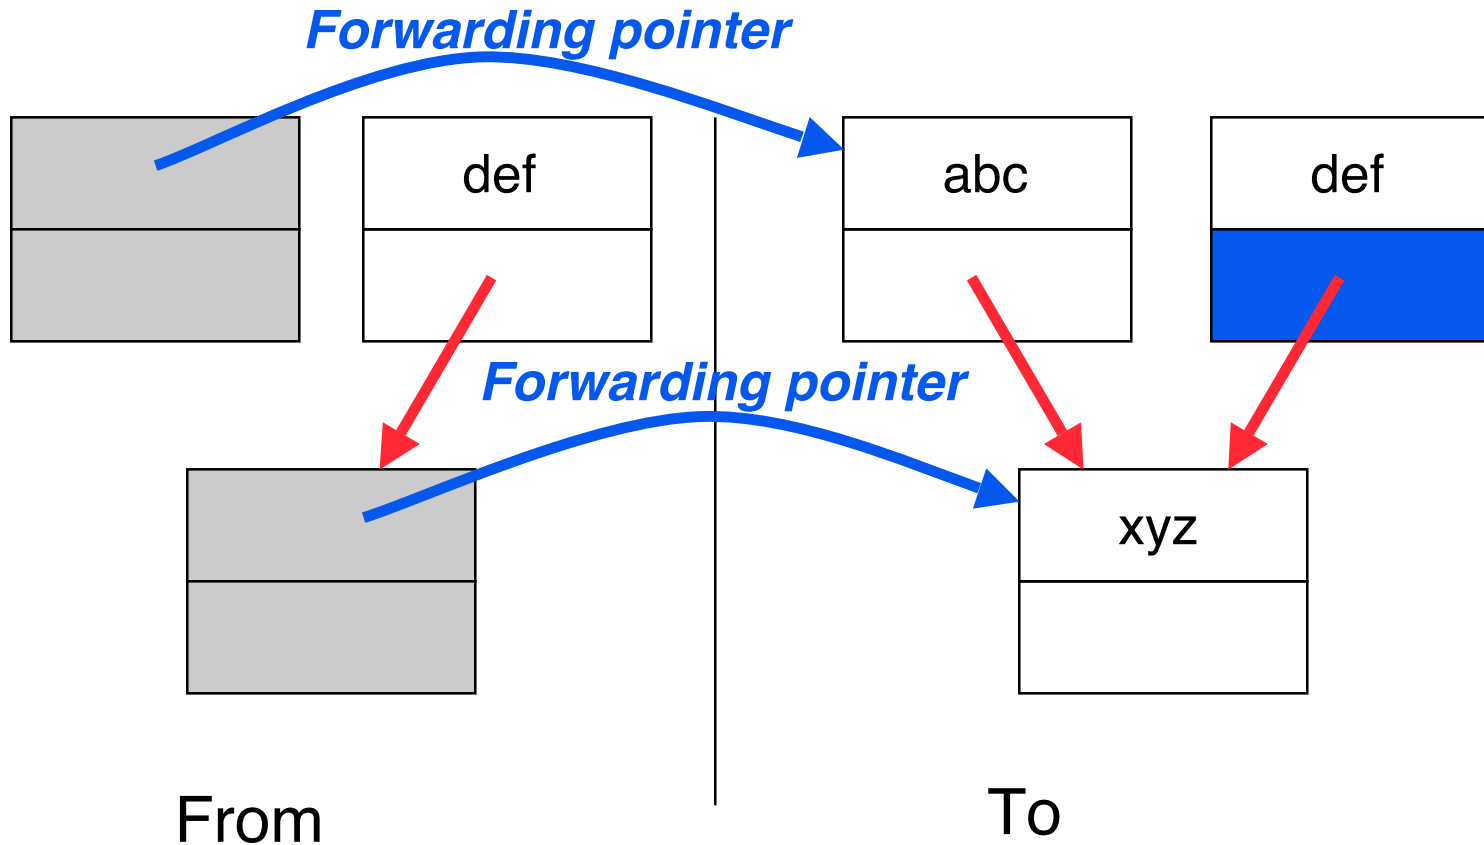 Forwarding pointer
def
abc
def
Forwarding pointer
xyz
From
To